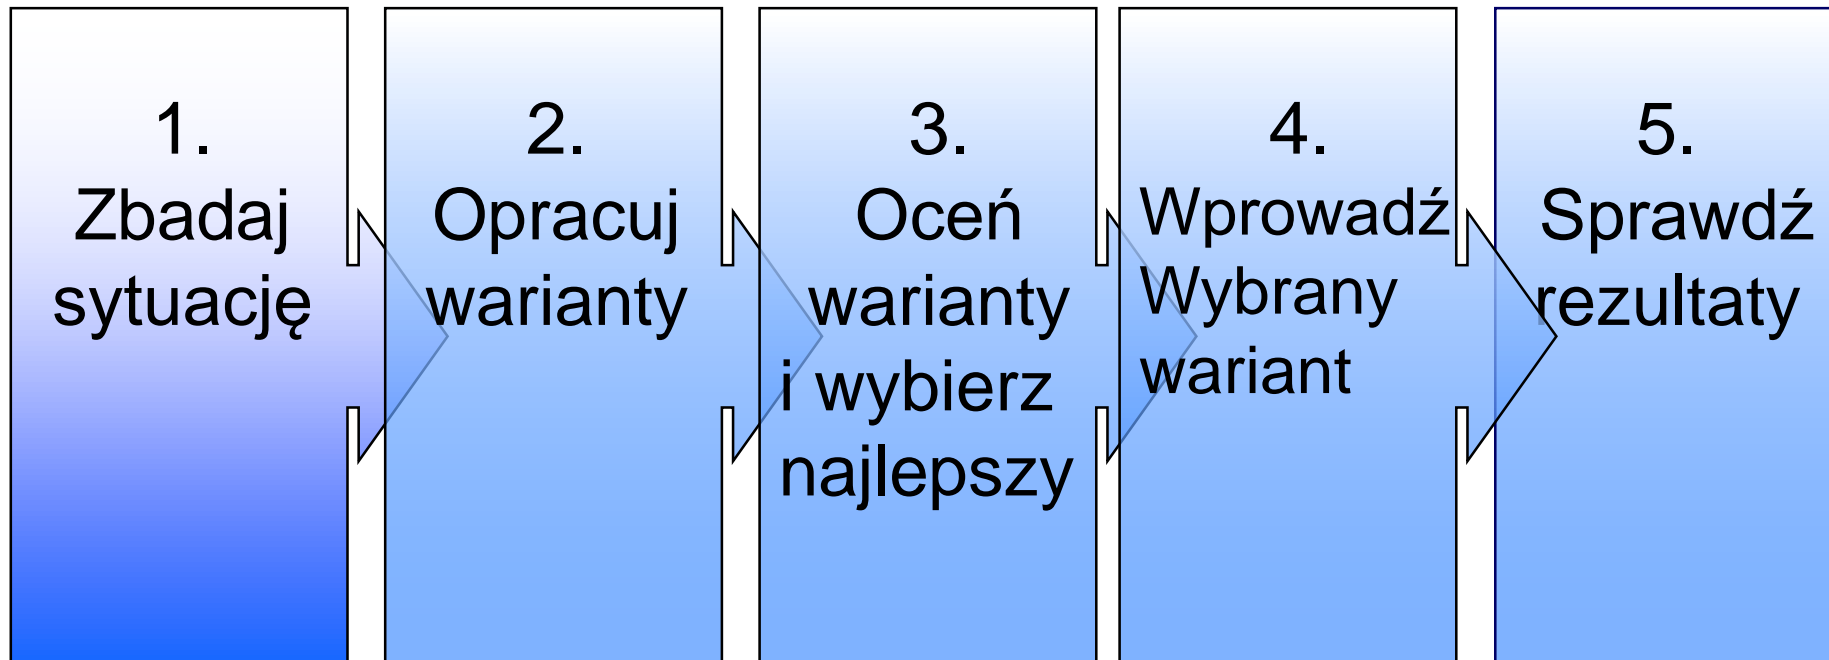 1.
Zbadaj
sytuację
2.
Opracuj
warianty
3.
Oceń
warianty
i wybierz
najlepszy
4.
Wprowadź
Wybrany
wariant
5.
Sprawdź
rezultaty